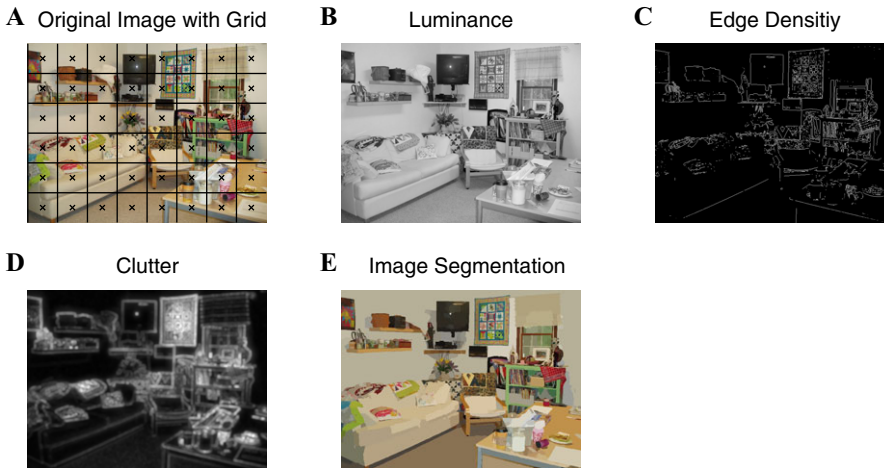 A Original Image with Grid
B Luminance
C Edge Densitiy
D Clutter
E Image Segmentation